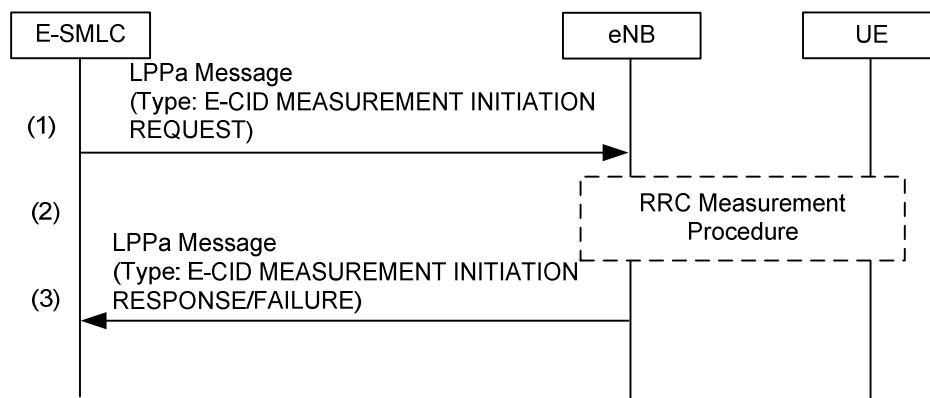 E-SMLC
eNB
UE
LPPa Message
(Type: E-CID MEASUREMENT INITIATION
REQUEST)
(1)
(2)
RRC Measurement
Procedure
LPPa Message
(Type: E-CID MEASUREMENT INITIATION
RESPONSE/FAILURE)
(3)